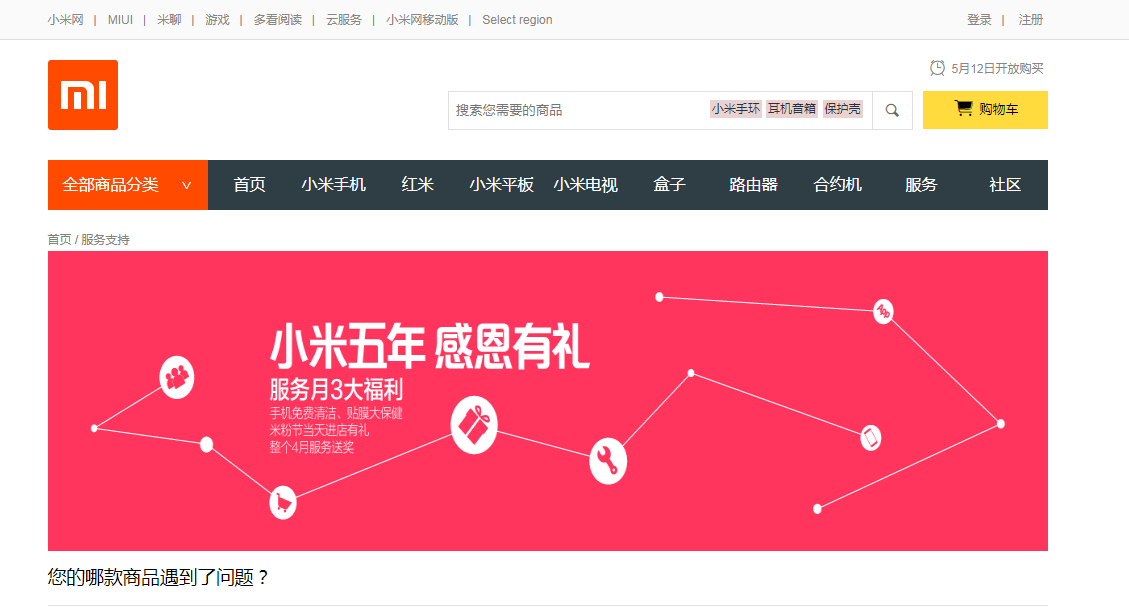 小米网 | MIUI | 米聊 | 游戏 | 多看阅读 | 云服务 | 小米网移动版 | Select region 登录 | 注册
5月12日开放购买
搜索您需要的商品 小米手环 耳机音箱 保护壳 购物车
全部商品分类 首页 小米手机 红米 小米平板 小米电视 盒子 路由器 合约机 服务 社区
首页 / 服务支持
小米五年 感恩有礼
服务月3大福利
手机免费清洁、贴膜大保健
米粉节当天进店有礼
整个4月服务送奖
您的哪款商品遇到了问题？